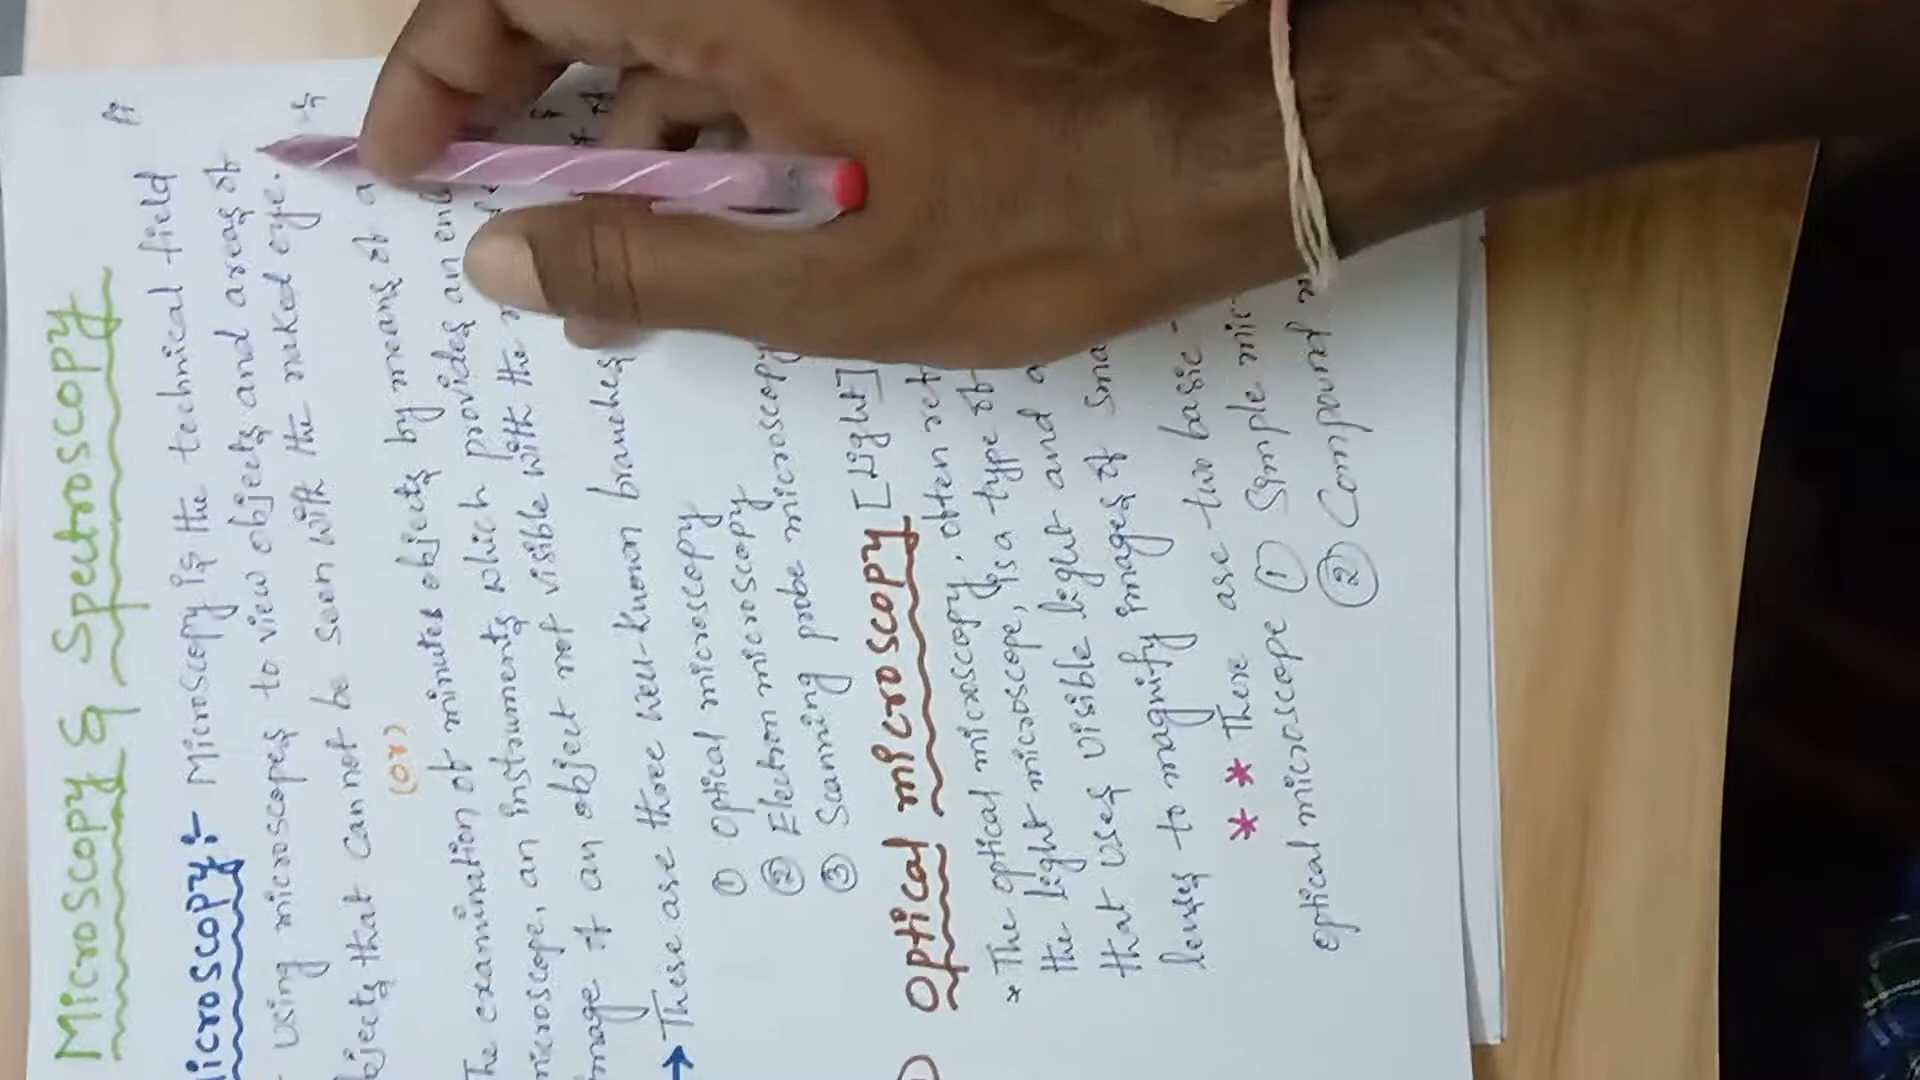 Microscopy & Spectroscopy
Microscopy :- Microscopy is the technical field
using microscopes to view objects and areas of
objects that can not be seen with the naked eye.
(or)
The examination of minutes objects by means of a
microscope, an instruments which provides an
image if an object not visible with the
→ These are three well-known branches
① Optical microscopy
② Electron microscopy
③ Scanning probe microscopy
Optical microscopy [Light]
* The optical microscopy, often
the light microscope, is a type of
that uses visible light and a
lenses to magnify images of
** There are two basic
optical microscope ① Simple
② Compound